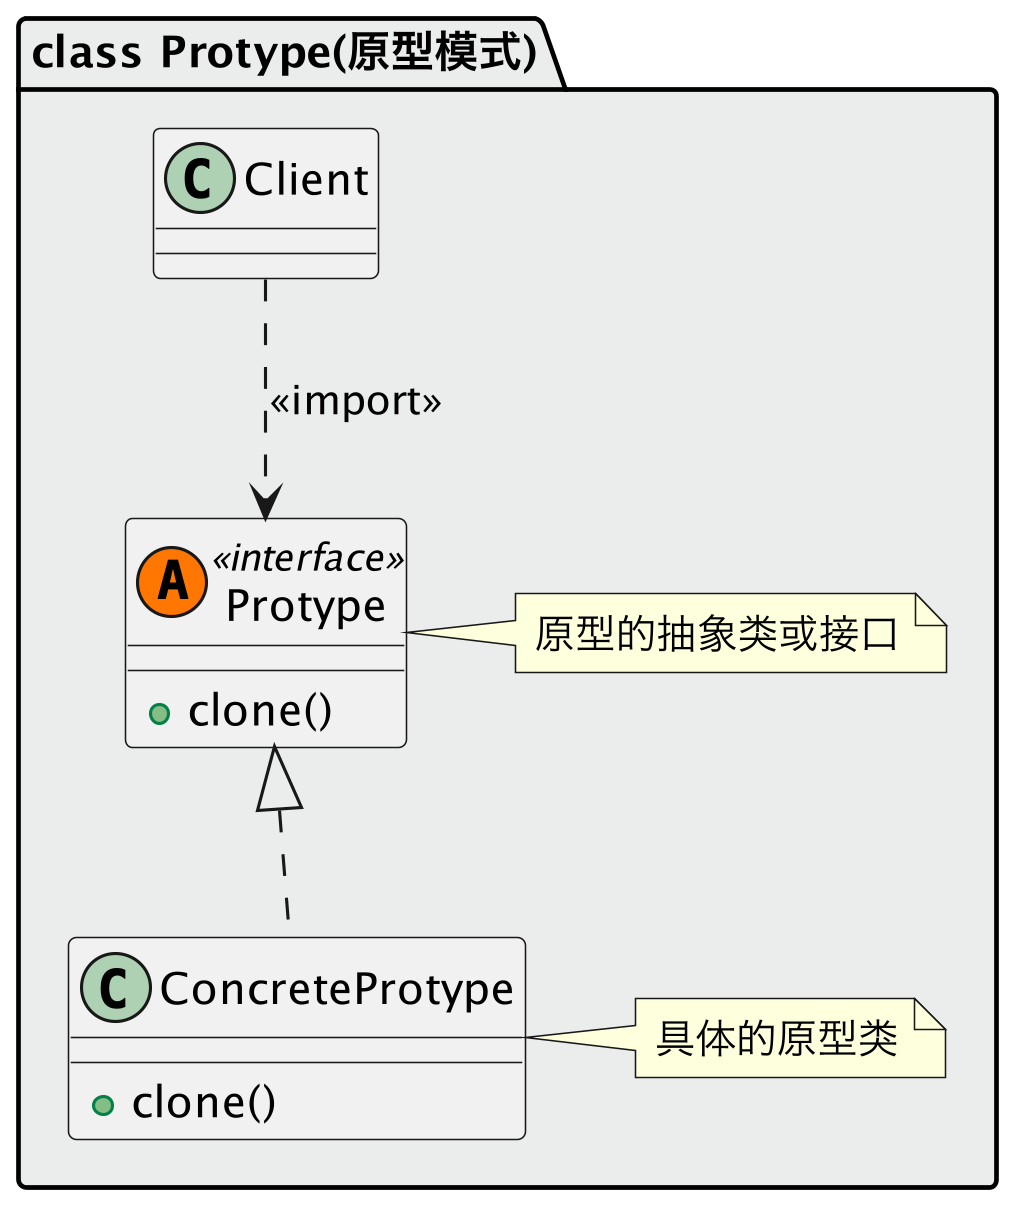 class Protype(原型模式)
C Client
«import»
A «interface»
Protype
原型的抽象类或接口
clone()
C ConcreteProtype
具体的原型类
clone()